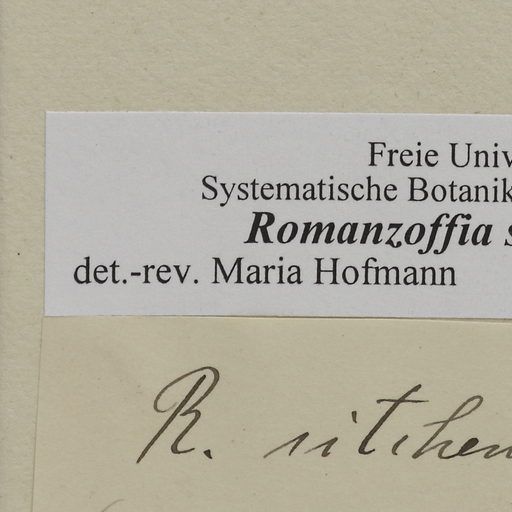 Freie Univ
Systematische Botanik
Romanzoffia s
det.-rev. Maria Hofmann
R. sitchen